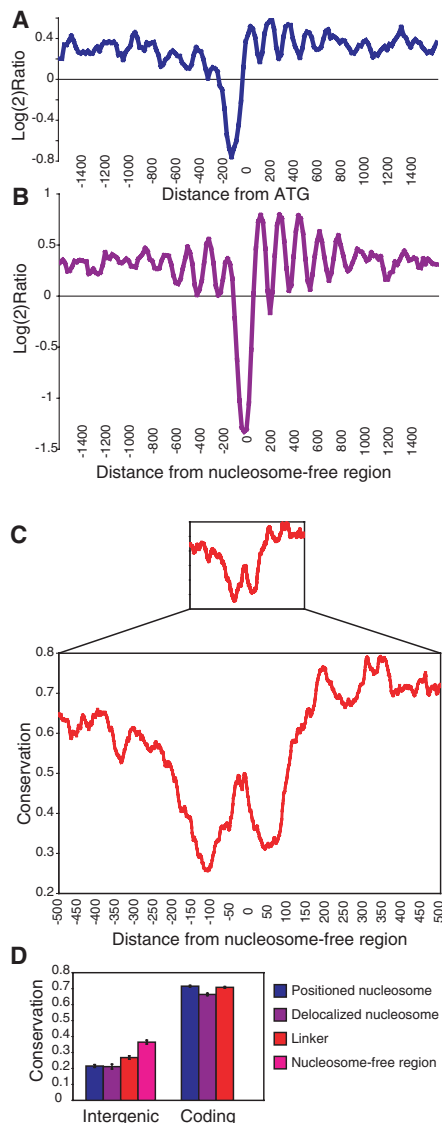 A
0.4
0
-0.4
-0.8
Log(2)Ratio
-1400 -1200 -1000 -800 -600 -400 -200 0 200 400 600 800 1000 1200 1400
Distance from ATG
B
1
0.5
0
-0.5
-1
-1.5
Log(2)Ratio
-1400 -1200 -1000 -800 -600 -400 -200 0 200 400 600 800 1000 1200 1400
Distance from nucleosome-free region
C
0.8
0.7
0.6
0.5
0.4
0.3
0.2
Conservation
-500 -450 -400 -350 -300 -250 -200 -150 -100 -50 0 50 100 150 200 250 300 350 400 450 500
Distance from nucleosome-free region
D
0.8
0.7
0.6
0.5
0.4
0.3
0.2
0.1
0
Conservation
Intergenic Coding
Positioned nucleosome
Delocalized nucleosome
Linker
Nucleosome-free region